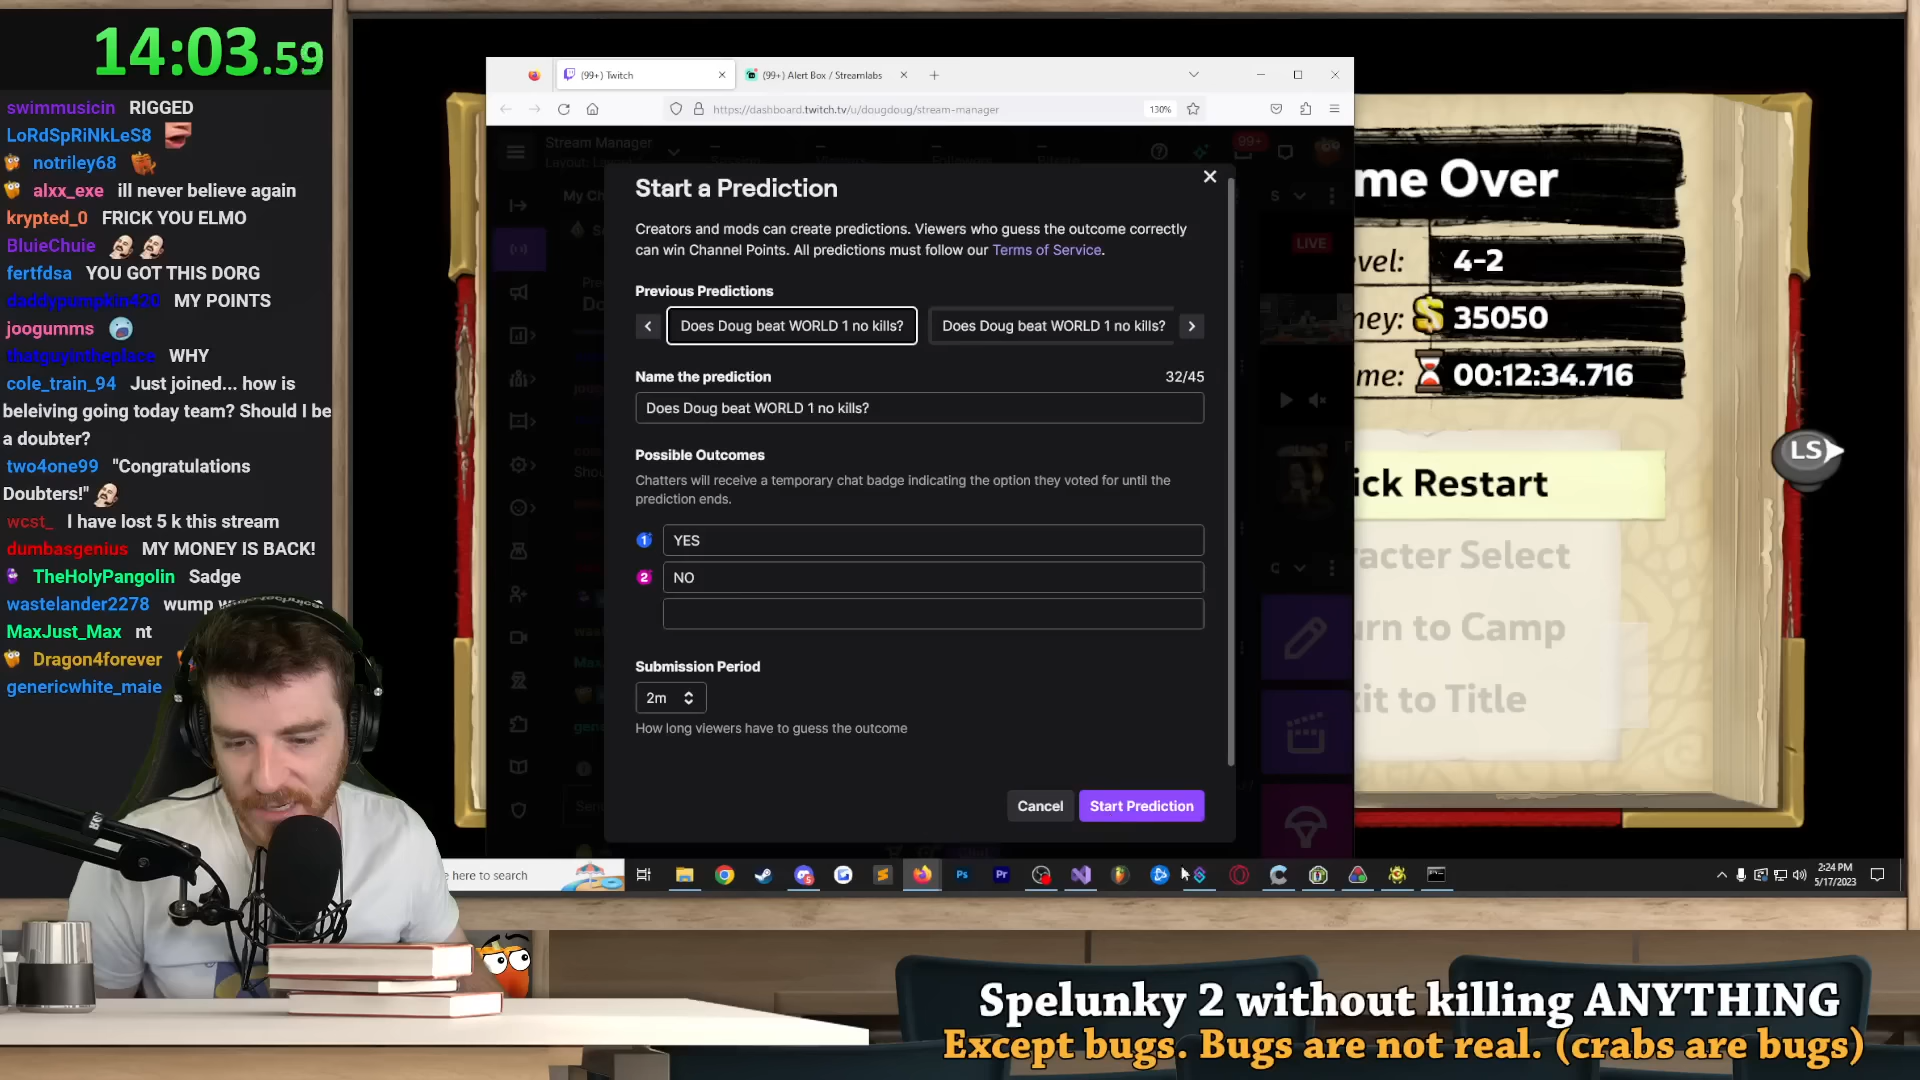 14:03.59
swimmusicin RIGGED
LoRdSpRiNkLeS8
notriley68
alxx_exe ill never believe again
krypted_0 FRICK YOU ELMO
BluieChuie
fertfdsa YOU GOT THIS DORG
daddypumpkin420 MY POINTS
joogumms
thatguyintheplace WHY
cole_train_94 Just joined... how is
beleiving going today team? Should I be
a doubter?
two4one99 "Congratulations
Doubters!"
wcst_ I have lost 5 k this stream
dumbasgenius MY MONEY IS BACK!
TheHolyPangolin Sadge
wastelander2278 wump
MaxJust_Max nt
Dragon4forever
genericwhite_maie
(99+) Twitch
(99+) Alert Box / Streamlabs
https://dashboard.twitch.tv/u/dougdoug/stream-manager
130%
Stream Manager
99+
My Ch
LIVE
Start a Prediction
Creators and mods can create predictions. Viewers who guess the outcome correctly
can win Channel Points. All predictions must follow our Terms of Service.
Previous Predictions
Does Doug beat WORLD 1 no kills?
Does Doug beat WORLD 1 no kills?
Name the prediction
32/45
Does Doug beat WORLD 1 no kills?
Possible Outcomes
Chatters will receive a temporary chat badge indicating the option they voted for until the
prediction ends.
1 YES
2 NO
Submission Period
2m
How long viewers have to guess the outcome
Cancel
Start Prediction
me Over
evel: 4-2
ney: 35050
me: 00:12:34.716
ick Restart
racter Select
urn to Camp
xit to Title
LS
e here to search
Ps
Pr
2:24 PM
5/17/2023
Spelunky 2 without killing ANYTHING
Except bugs. Bugs are not real. (crabs are bugs)